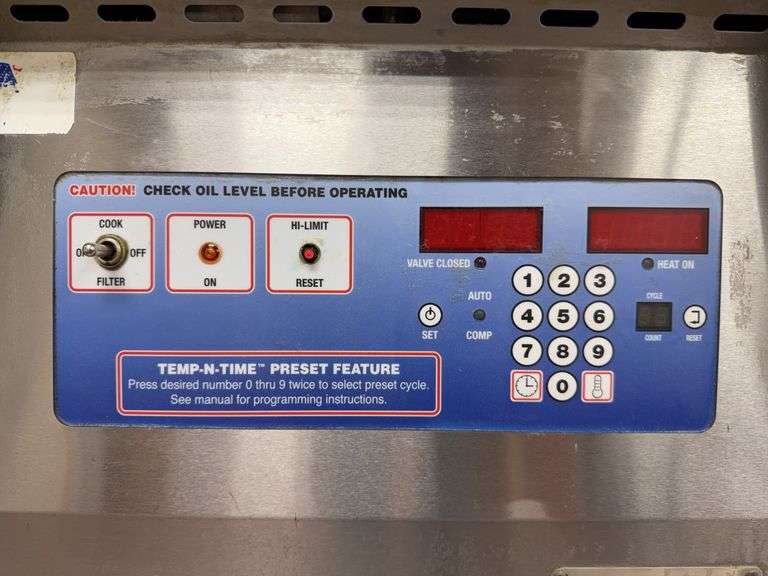 CAUTION! CHECK OIL LEVEL BEFORE OPERATING
COOK
OFF
FILTER
POWER
ON
HI-LIMIT
RESET
VALVE CLOSED
HEAT ON
AUTO
COMP
SET
1 2 3
4 5 6
7 8 9
0
CYCLE
COUNT
RESET
TEMP-N-TIME™ PRESET FEATURE
Press desired number 0 thru 9 twice to select preset cycle.
See manual for programming instructions.